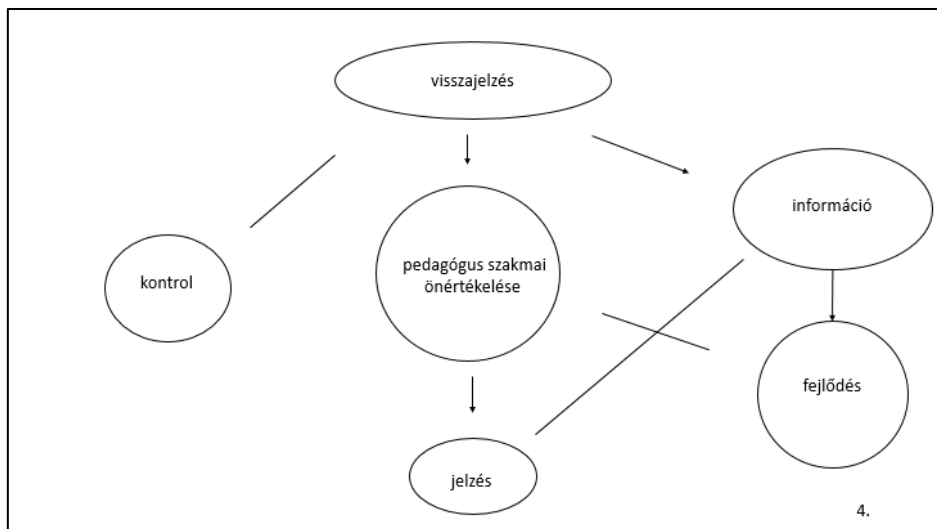 visszajelzés
információ
pedagógus szakmai
önértékelése
kontrol
fejlődés
jelzés
4.